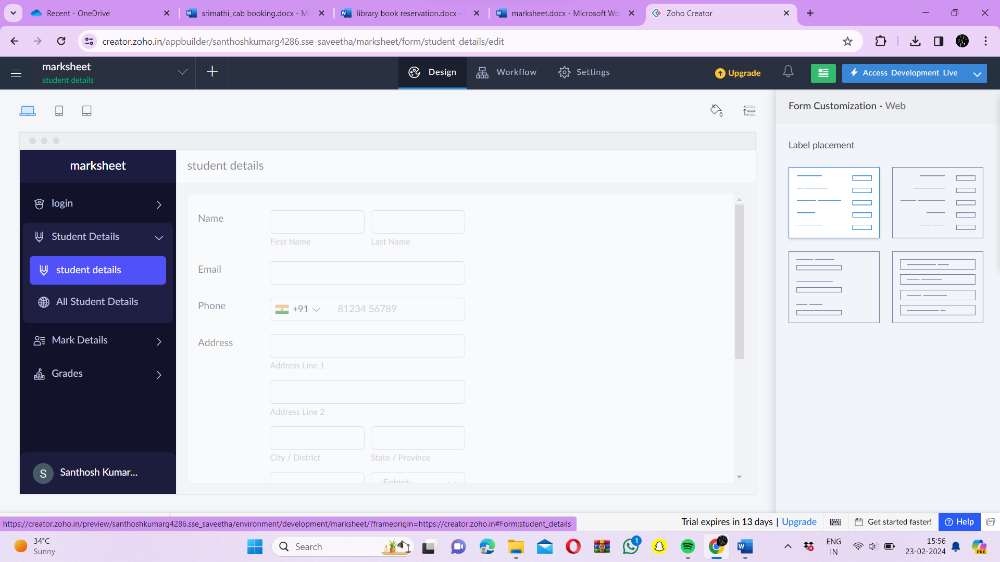 Recent - OneDrive
srimathi_cab booking.docx - Mi
library book reservation.docx -
marksheet.docx - Microsoft Wo
Zoho Creator
creator.zoho.in/appbuilder/santhoshkumarg4286.sse_saveetha/marksheet/form/student_details/edit
marksheet
student details
Design
Workflow
Settings
Upgrade
Access Development Live
Form Customization - Web
Label placement
marksheet
login
Student Details
student details
All Student Details
Mark Details
Grades
S
Santhosh Kumar...
student details
Name
First Name
Last Name
Email
Phone
+91
81234 56789
Address
Address Line 1
Address Line 2
City / District
State / Province
-Select-
https://creator.zoho.in/preview/santhoshkumarg4286.sse_saveetha/environment/development/marksheet/?frameorigin=https://creator.zoho.in#Form:student_details
Trial expires in 13 days | Upgrade
Get started faster!
Help
34°C
Sunny
Search
1
ENG
IN
15:56
23-02-2024
PRE